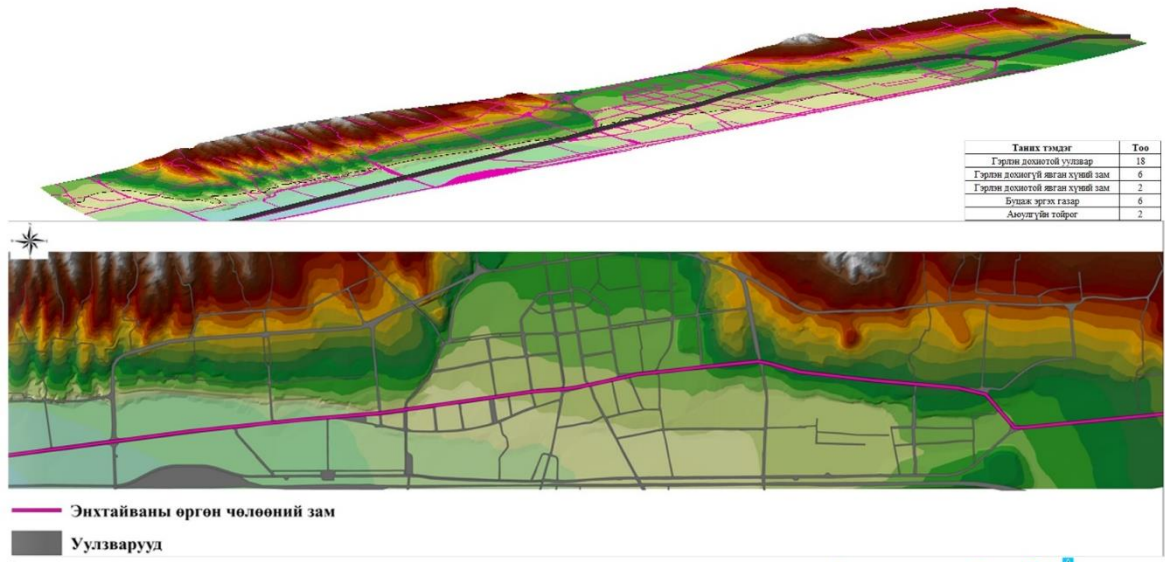 Таних тэмдэг Тоо
Гэрлэн дохиотой уулзвар 18
Гэрлэн дохиогүй явган хүний зам 6
Гэрлэн дохиотой явган хүний зам 2
Буцаж эргэх газар 6
Аюулгүйн тойрог 2
Энхтайваны өргөн чөлөөний зам
Уулзварууд